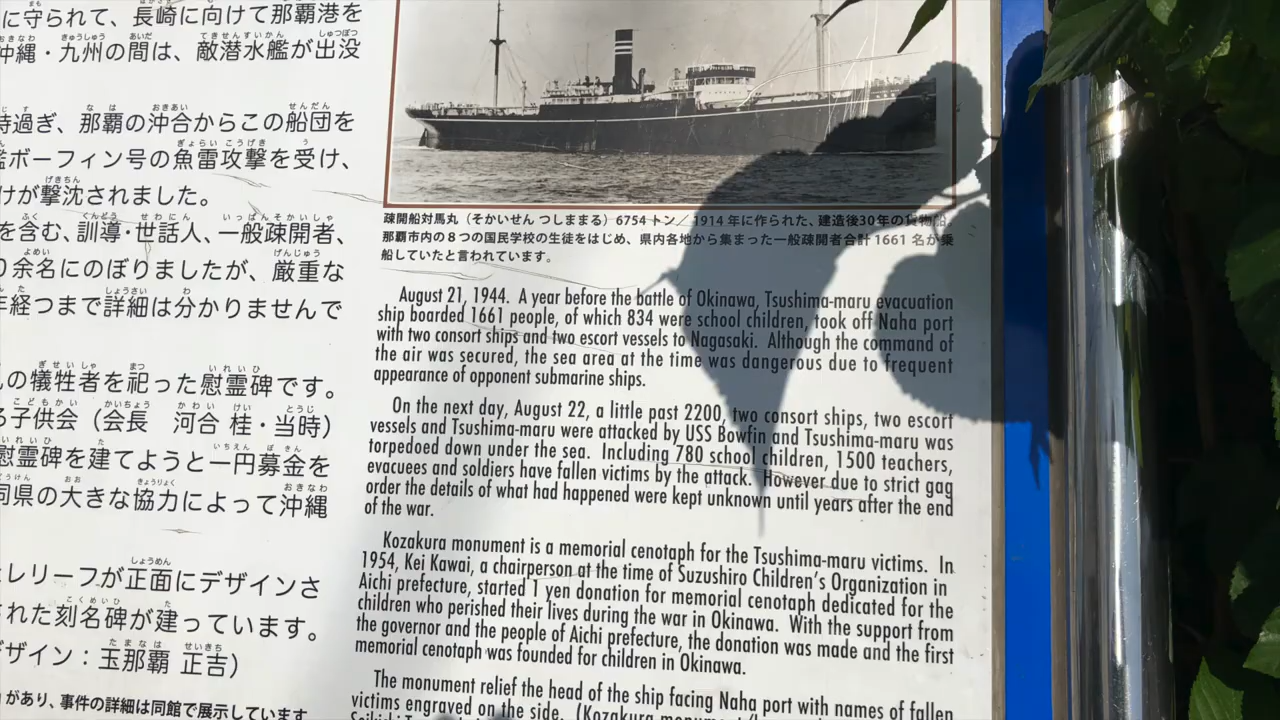 に守られて、長崎に向けて那覇港を
沖縄・九州の間は、敵潜水艦が出没
時過ぎ、那覇の沖合からこの船団を
ボーフィン号の魚雷攻撃を受け、
けが撃沈されました。
を含む、訓導・世話人、一般疎開者、
余名にのぼりましたが、厳重な
年経つまで詳細は分かりませんで
の犠牲者を祀った慰霊碑です。
る子供会（会長 河合 桂・当時）
慰霊碑を建てようと一円募金を
同県の大きな協力によって沖縄
レリーフが正面にデザインさ
れた刻名碑が建っています。
デザイン：玉那覇 正吉）
があり、事件の詳細は同館で展示しています
疎開船対馬丸（そかいせん つしままる）6754トン／1914年に作られた、建造後30年の貨物船。
那覇市内の８つの国民学校の生徒をはじめ、県内各地から集まった一般疎開者合計1661名が乗
船していたと言われています。
August 21, 1944. A year before the battle of Okinawa, Tsushima-maru evacuation
ship boarded 1661 people, of which 834 were school children, took off Naha port
with two consort ships and two escort vessels to Nagasaki. Although the command of
the air was secured, the sea area at the time was dangerous due to frequent
appearance of opponent submarine ships.
On the next day, August 22, a little past 2200, two consort ships, two escort
vessels and Tsushima-maru were attacked by USS Bowfin and Tsushima-maru was
torpedoed down under the sea. Including 780 school children, 1500 teachers,
evacuees and soldiers have fallen victims by the attack. However due to strict gag
order the details of what had happened were kept unknown until years after the end
of the war.
Kozakura monument is a memorial cenotaph for the Tsushima-maru victims. In
1954, Kei Kawai, a chairperson at the time of Suzushiro Children's Organization in
Aichi prefecture, started 1 yen donation for memorial cenotaph dedicated for the
children who perished their lives during the war in Okinawa. With the support from
the governor and the people of Aichi prefecture, the donation was made and the first
memorial cenotaph was founded for children in Okinawa.
The monument relief the head of the ship facing Naha port with names of fallen
victims engraved on the side. (Kozakura